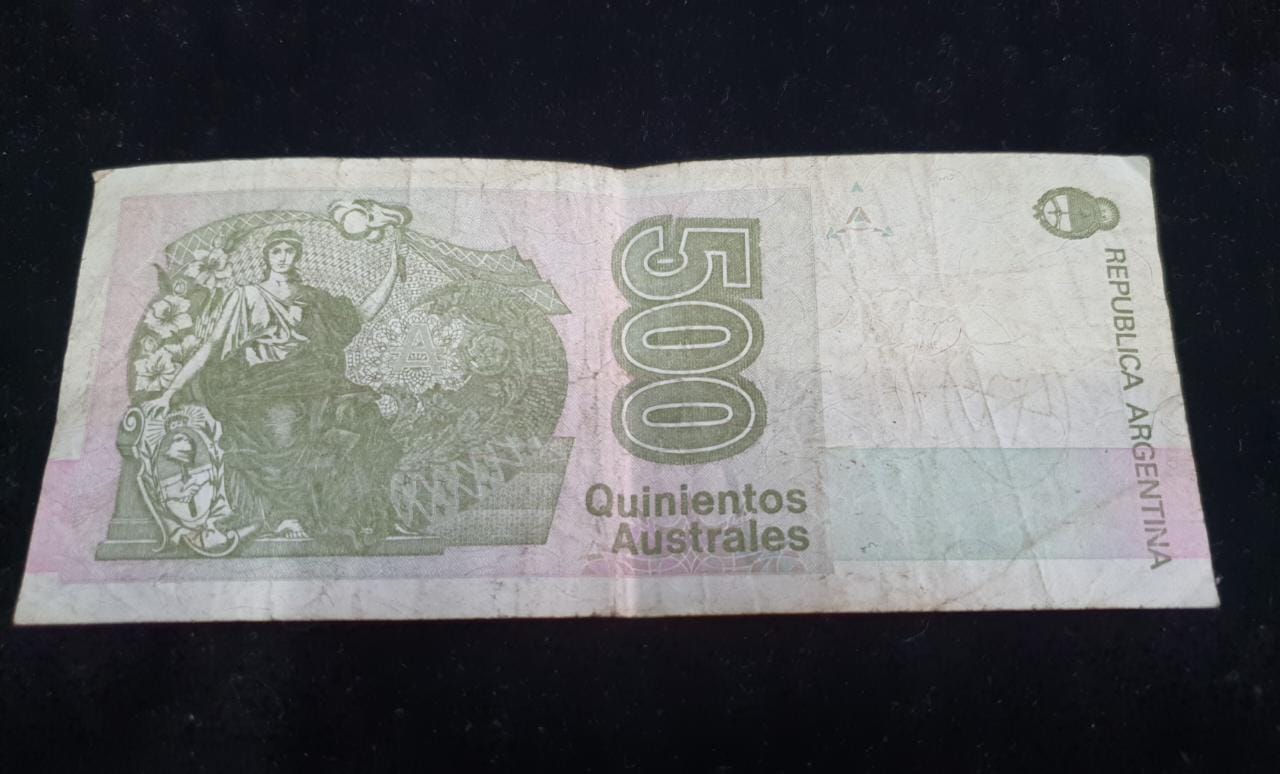 500
Quinientos
Australes
REPUBLICA ARGENTINA
A